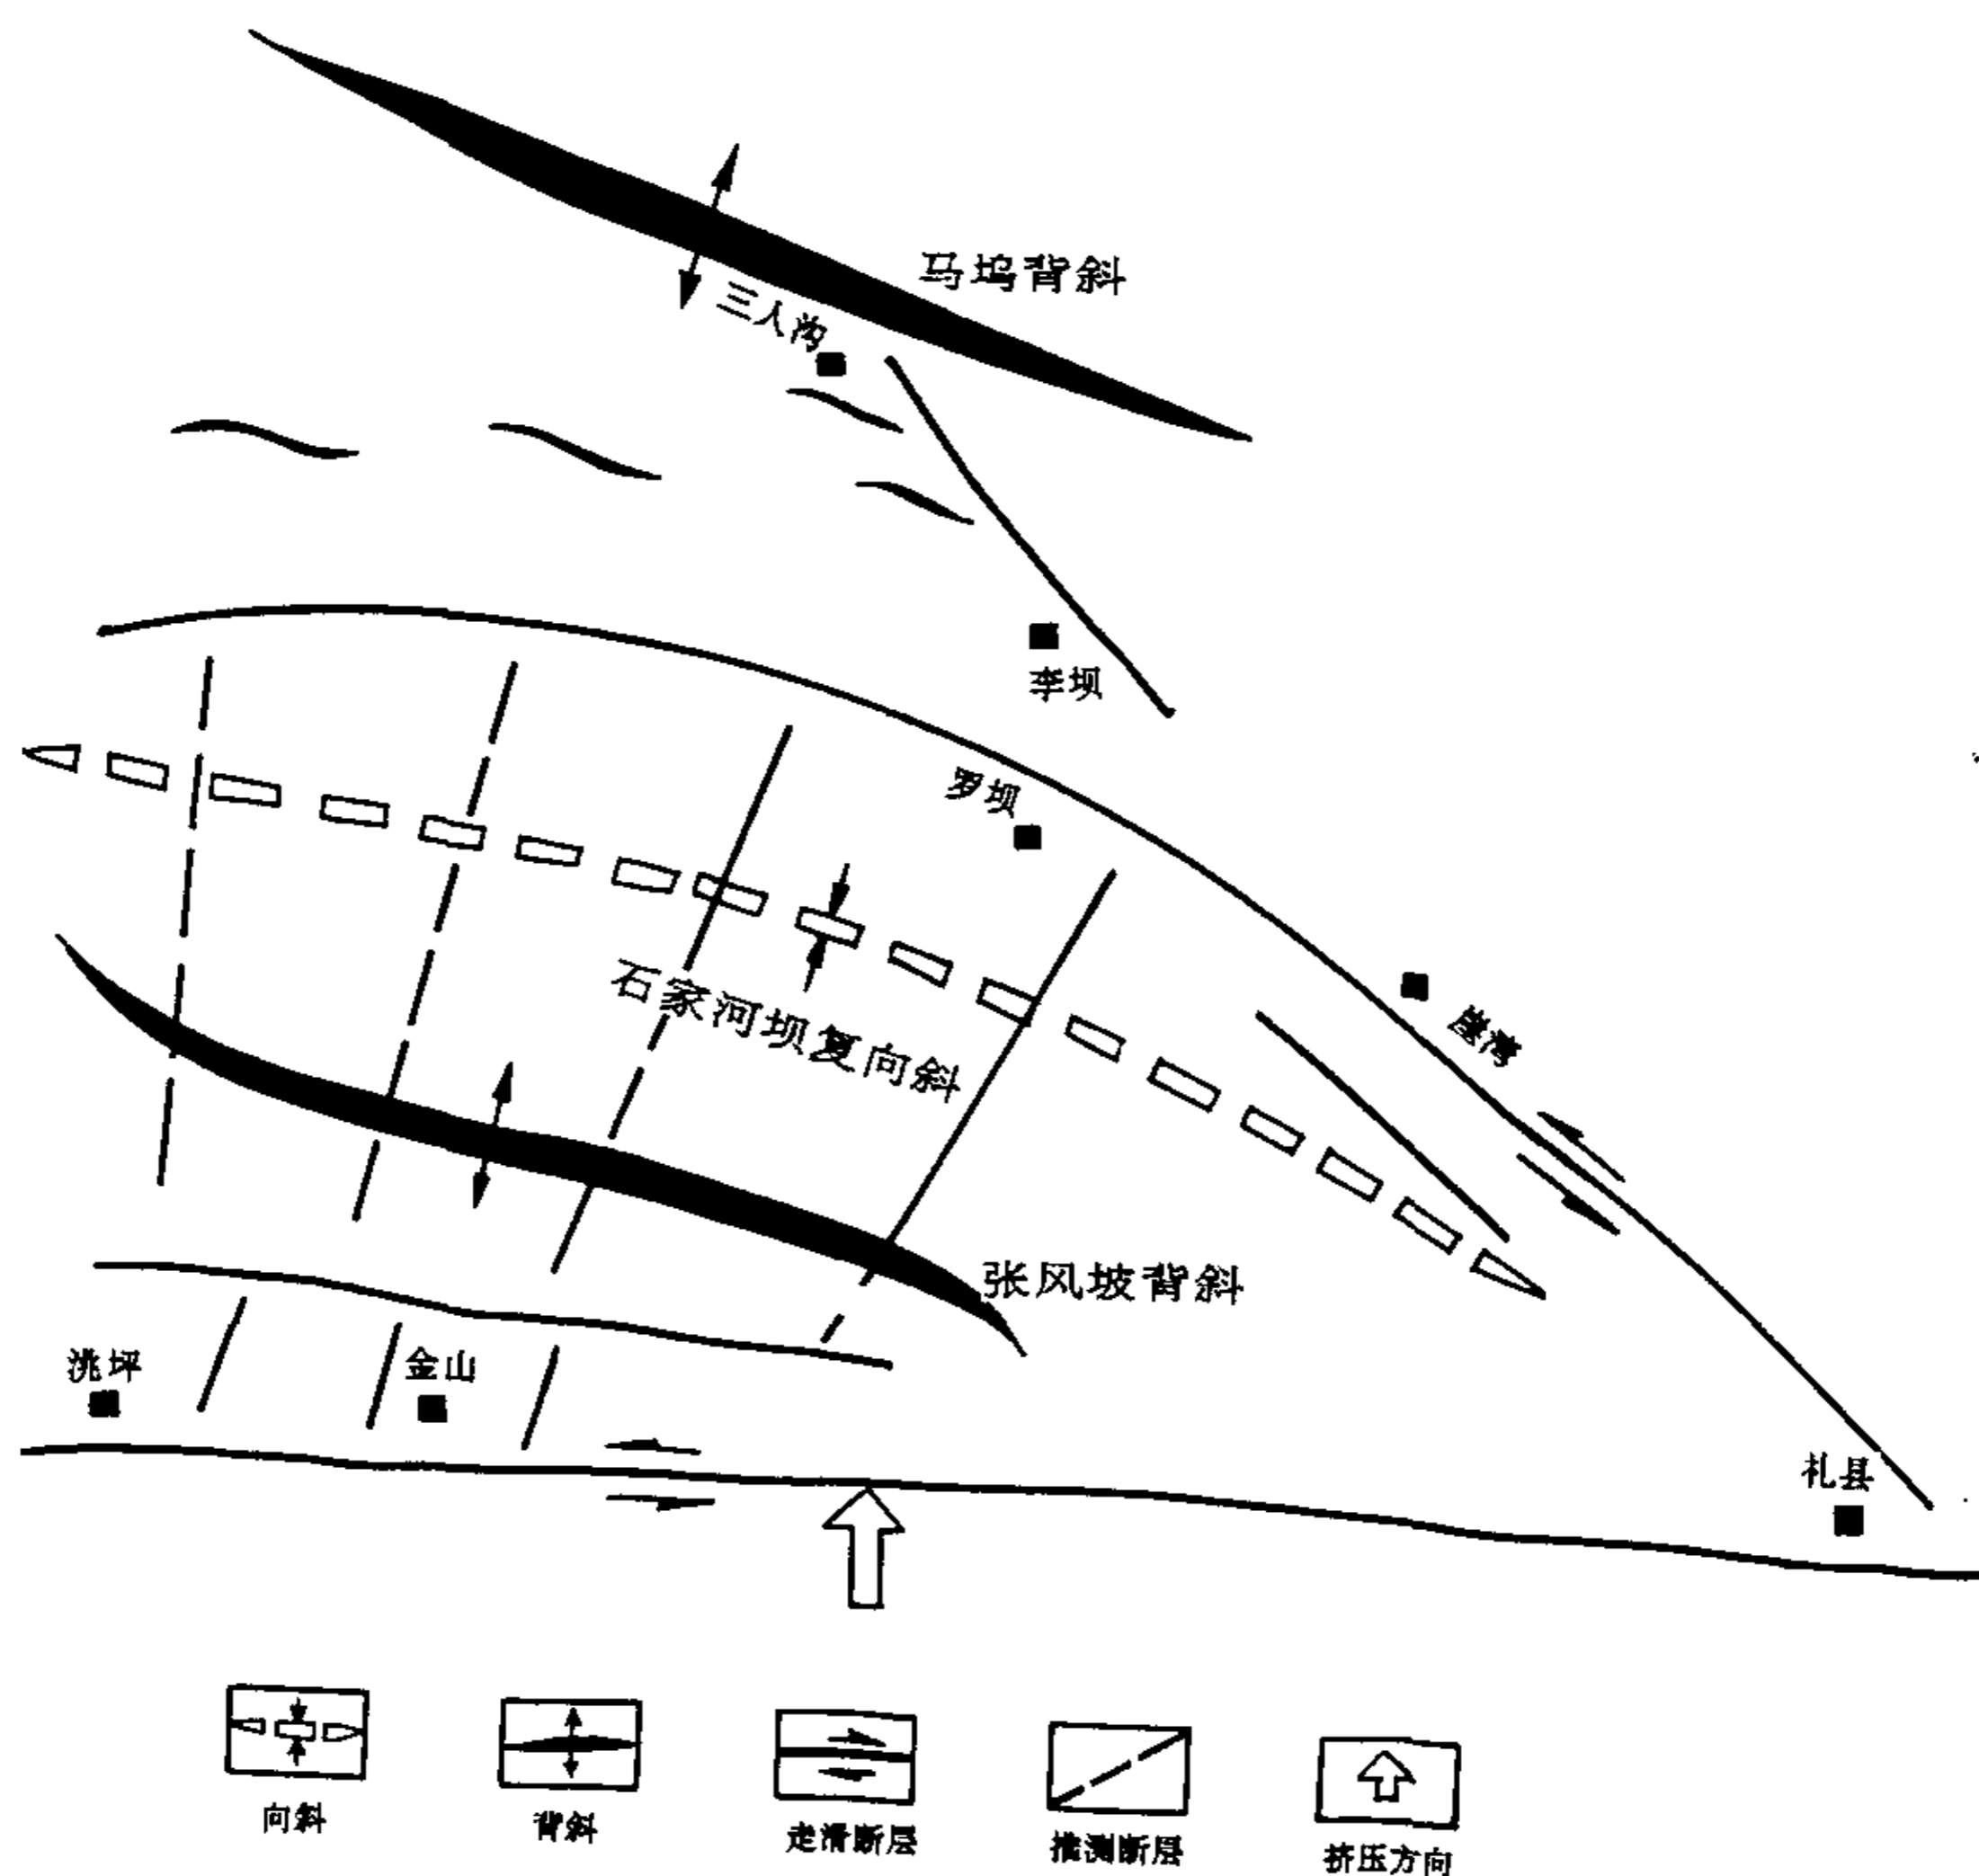 马坞背斜
三人沟
李坝
罗坝
石家河坝复向斜
崖湾
张风坡背斜
洮坪
金山
礼县
向斜
背斜
走滑断层
推测断层
挤压方向